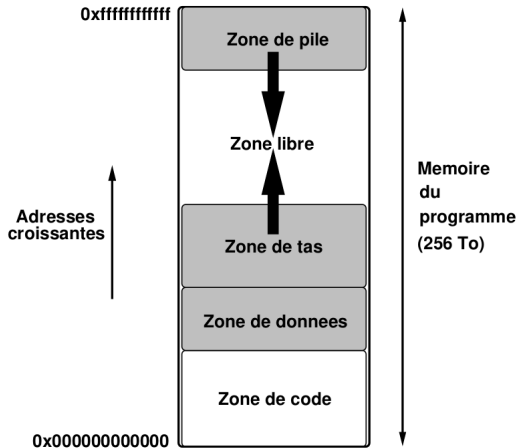 0xffffffffffff
Zone de pile
Zone libre
Memoire
du
programme
(256 To)
Adresses
croissantes
Zone de tas
Zone de donnees
Zone de code
0x000000000000